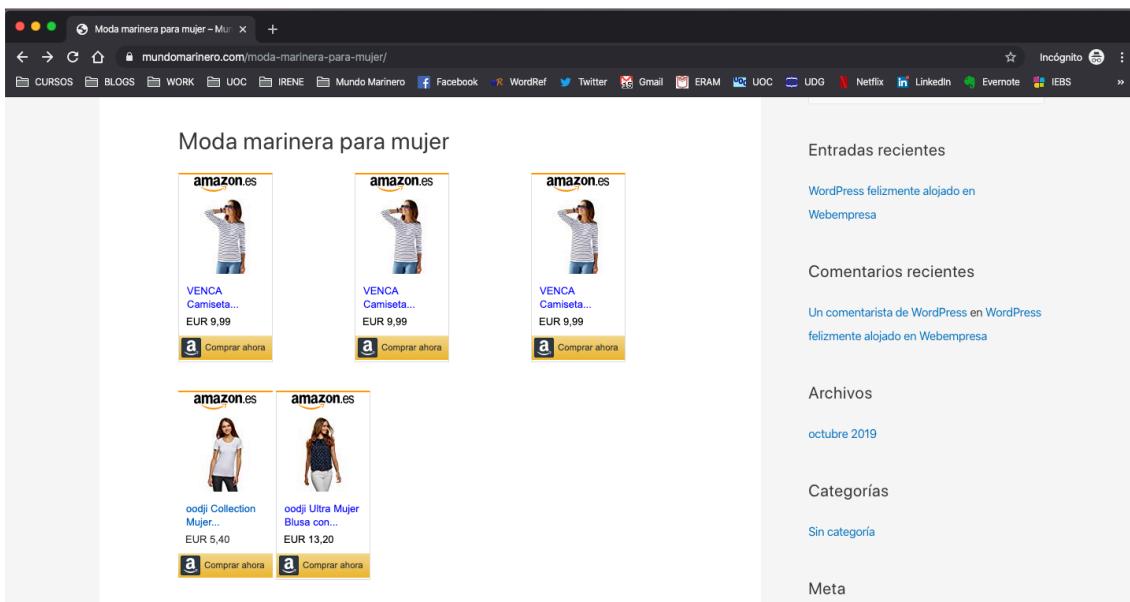 Moda marinera para mujer – Mun
mundomarinero.com/moda-marinera-para-mujer/
Incógnito
CURSOS BLOGS WORK UOC IRENE Mundo Marinero Facebook WordRef Twitter Gmail ERAM UOC UDG Netflix LinkedIn Evernote IEBS »
Moda marinera para mujer
amazon.es amazon.es amazon.es
VENCA VENCA VENCA
Camiseta... Camiseta... Camiseta...
EUR 9,99 EUR 9,99 EUR 9,99
Comprar ahora Comprar ahora Comprar ahora
amazon.es amazon.es
oodji Collection oodji Ultra Mujer
Mujer... Blusa con...
EUR 5,40 EUR 13,20
Comprar ahora Comprar ahora
Entradas recientes
WordPress felizmente alojado en
Webempresa
Comentarios recientes
Un comentarista de WordPress en WordPress
felizmente alojado en Webempresa
Archivos
octubre 2019
Categorías
Sin categoría
Meta